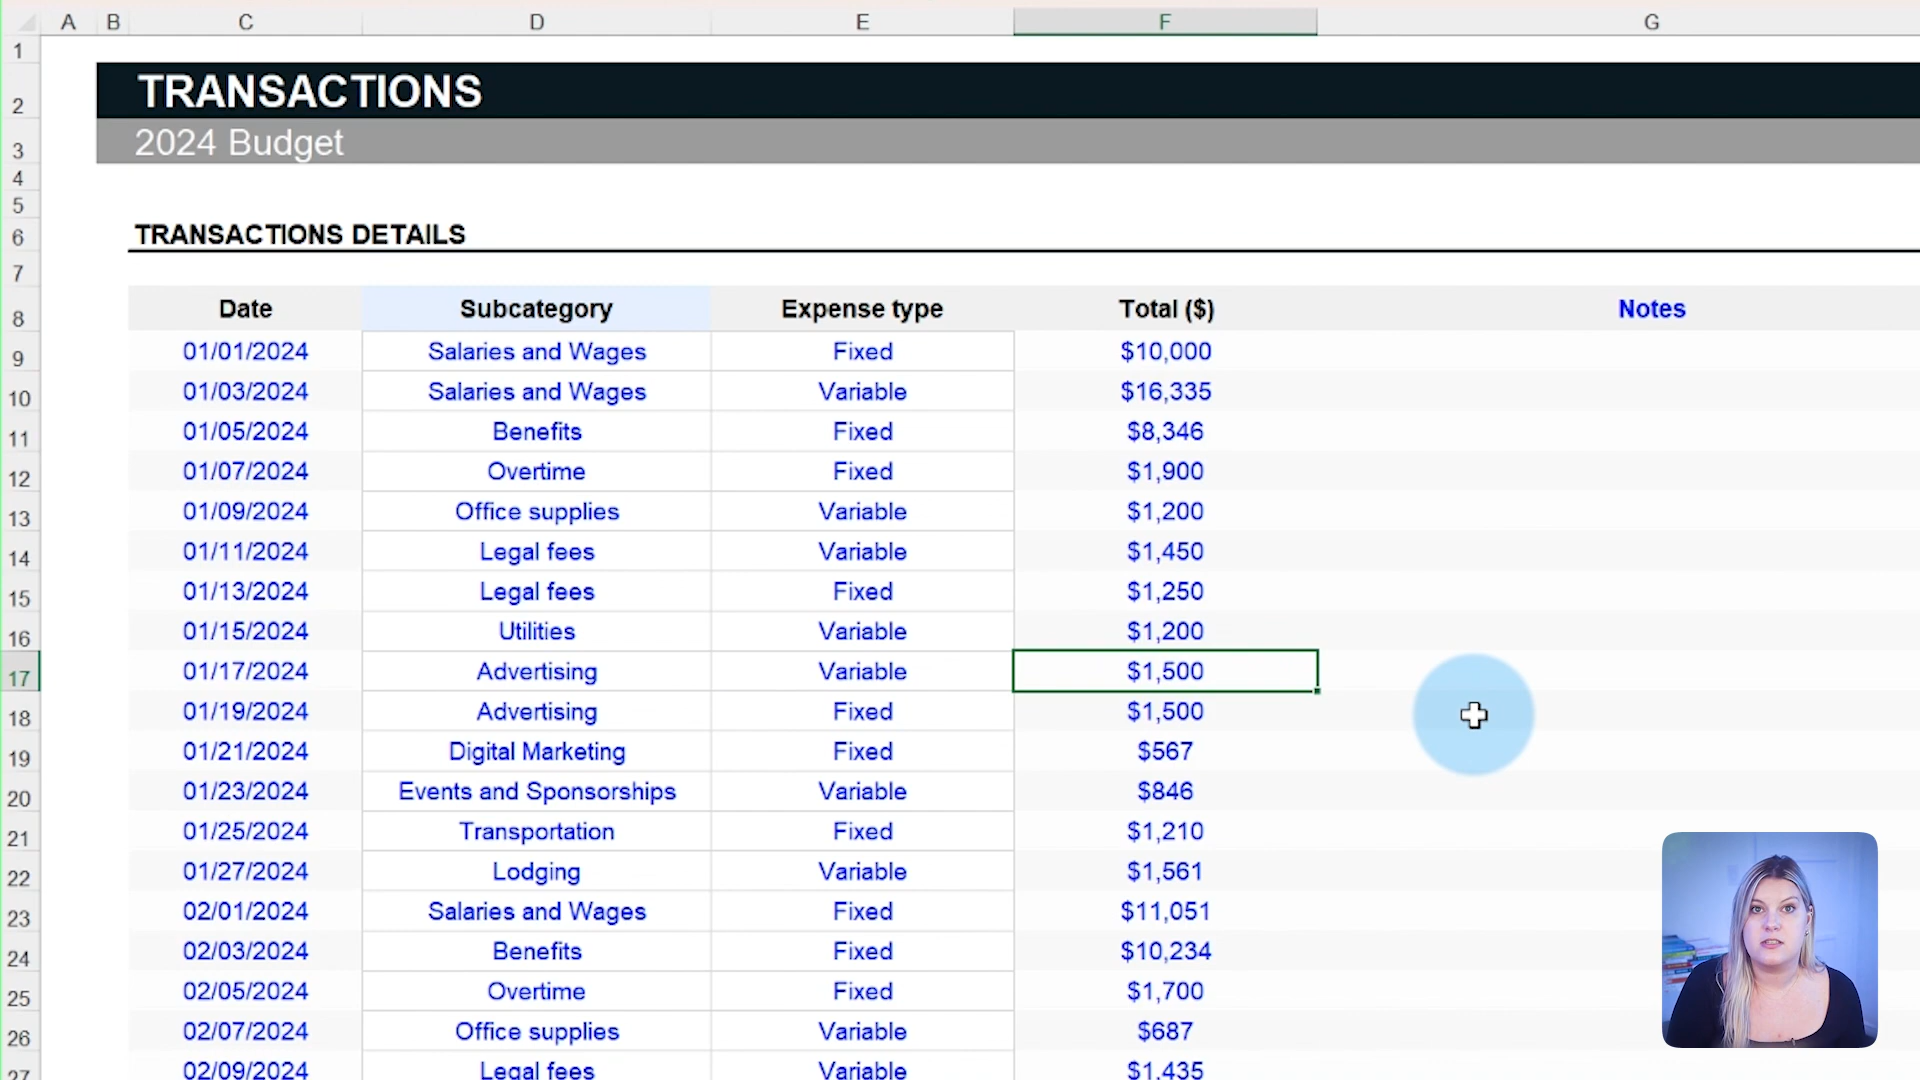 A B C D E F G
1
2 TRANSACTIONS
3 2024 Budget
4
5
6 TRANSACTIONS DETAILS
7
8 Date Subcategory Expense type Total ($) Notes
9 01/01/2024 Salaries and Wages Fixed $10,000
10 01/03/2024 Salaries and Wages Variable $16,335
11 01/05/2024 Benefits Fixed $8,346
12 01/07/2024 Overtime Fixed $1,900
13 01/09/2024 Office supplies Variable $1,200
14 01/11/2024 Legal fees Variable $1,450
15 01/13/2024 Legal fees Fixed $1,250
16 01/15/2024 Utilities Variable $1,200
17 01/17/2024 Advertising Variable $1,500
18 01/19/2024 Advertising Fixed $1,500
19 01/21/2024 Digital Marketing Fixed $567
20 01/23/2024 Events and Sponsorships Variable $846
21 01/25/2024 Transportation Fixed $1,210
22 01/27/2024 Lodging Variable $1,561
23 02/01/2024 Salaries and Wages Fixed $11,051
24 02/03/2024 Benefits Fixed $10,234
25 02/05/2024 Overtime Fixed $1,700
26 02/07/2024 Office supplies Variable $687
27 02/09/2024 Legal fees Variable $1,435